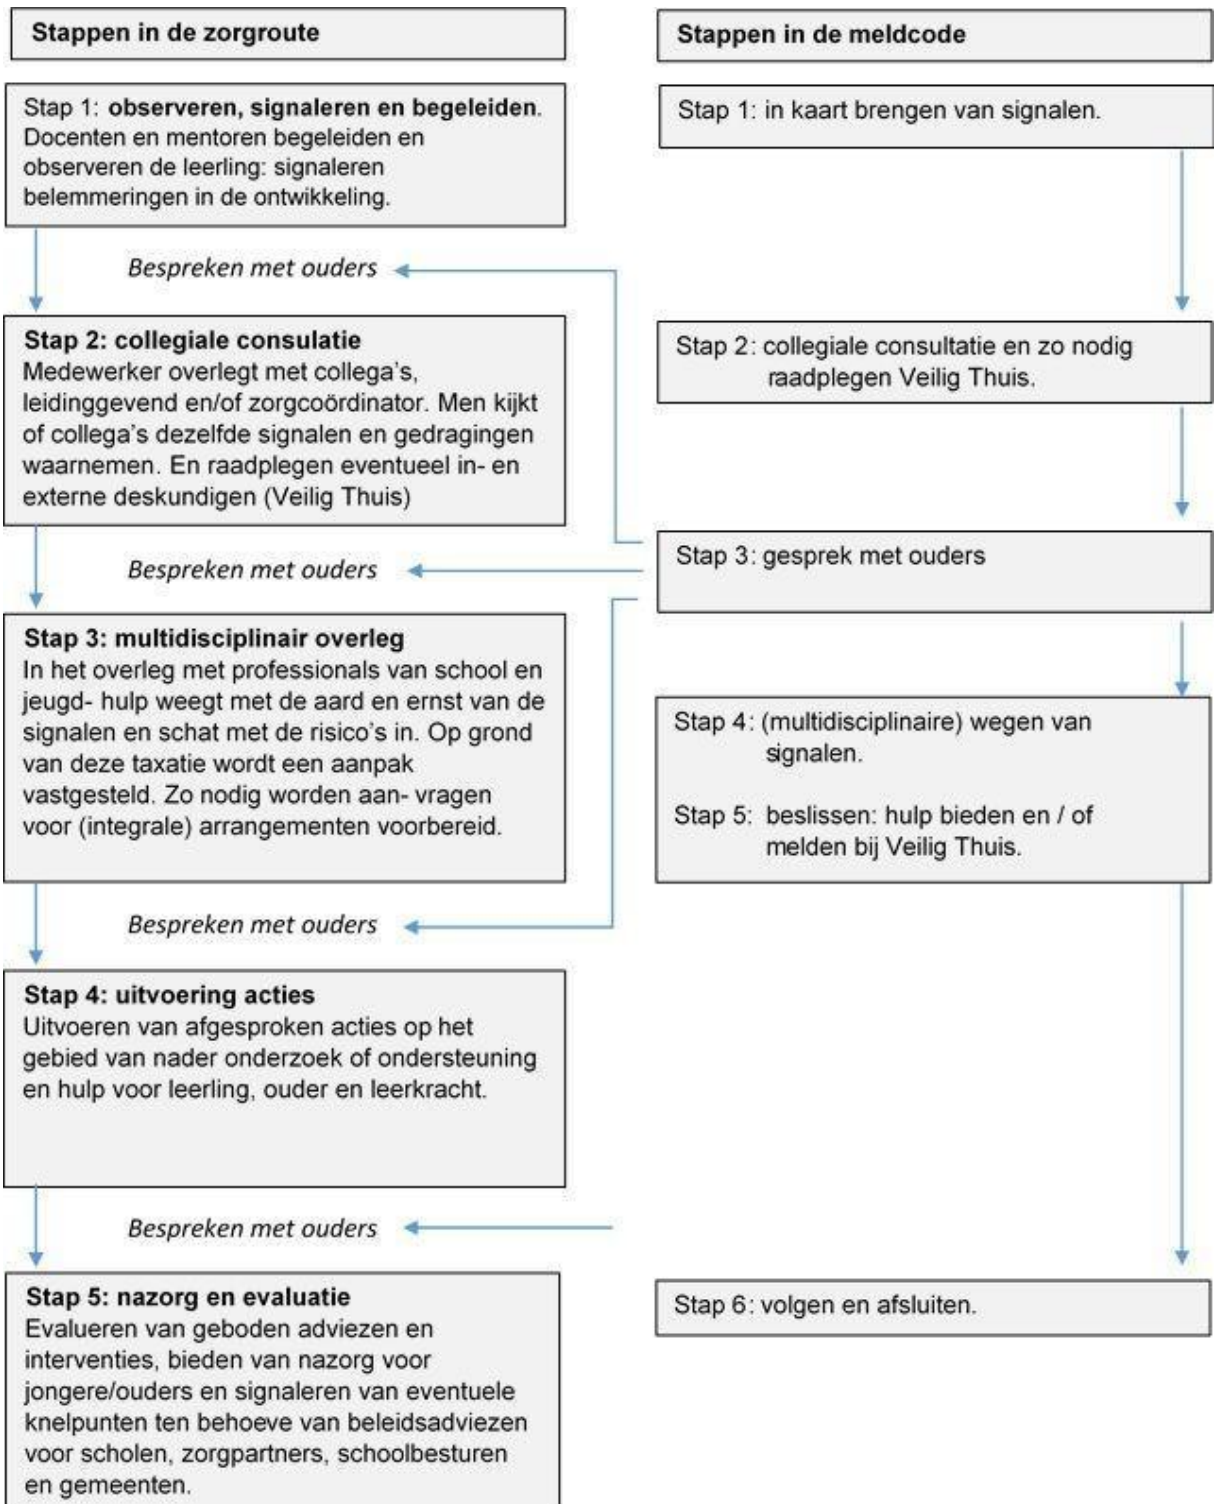 Stappen in de zorgroute
Stap 1: observeren, signaleren en begeleiden.
Docenten en mentoren begeleiden en
observeren de leerling: signaleren
belemmeringen in de ontwikkeling.
Bespreken met ouders
Stap 2: collegiale consulatie
Medewerker overlegt met collega's,
leidinggevend en/of zorgcoördinator. Men kijkt
of collega's dezelfde signalen en gedragingen
waarnemen. En raadplegen eventueel in- en
externe deskundigen (Veilig Thuis)
Bespreken met ouders
Stap 3: multidisciplinair overleg
In het overleg met professionals van school en
jeugd- hulp weegt met de aard en ernst van de
signalen en schat met de risico's in. Op grond
van deze taxatie wordt een aanpak
vastgesteld. Zo nodig worden aan- vragen
voor (integrale) arrangementen voorbereid.
Bespreken met ouders
Stap 4: uitvoering acties
Uitvoeren van afgesproken acties op het
gebied van nader onderzoek of ondersteuning
en hulp voor leerling, ouder en leerkracht.
Bespreken met ouders
Stap 5: nazorg en evaluatie
Evalueren van geboden adviezen en
interventies, bieden van nazorg voor
jongere/ouders en signaleren van eventuele
knelpunten ten behoeve van beleidsadviezen
voor scholen, zorgpartners, schoolbesturen
en gemeenten.
Stappen in de meldcode
Stap 1: in kaart brengen van signalen.
Stap 2: collegiale consultatie en zo nodig
raadplegen Veilig Thuis.
Stap 3: gesprek met ouders
Stap 4: (multidisciplinaire) wegen van
signalen.
Stap 5: beslissen: hulp bieden en / of
melden bij Veilig Thuis.
Stap 6: volgen en afsluiten.